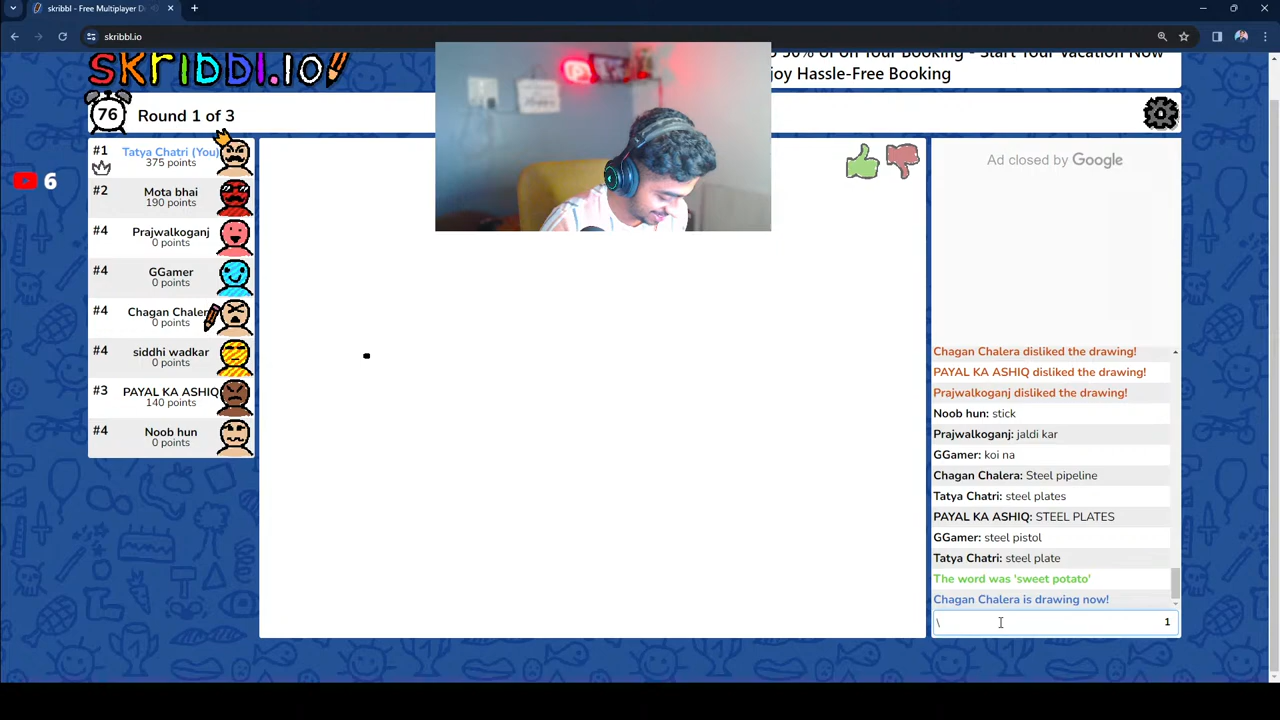 skribbl - Free Multiplayer Dr
skribbl.io
skribbl.io
of on Your Booking - Start Your Vacation Now
joy Hassle-Free Booking
76
Round 1 of 3
6
#1 Tatya Chatri (You)
375 points
#2 Mota bhai
190 points
#4 Prajwalkoganj
0 points
#4 GGamer
0 points
#4 Chagan Chaler
0 points
#4 siddhi wadkar
0 points
#3 PAYAL KA ASHIQ
140 points
#4 Noob hun
0 points
Ad closed by Google
Chagan Chalera disliked the drawing!
PAYAL KA ASHIQ disliked the drawing!
Prajwalkoganj disliked the drawing!
Noob hun: stick
Prajwalkoganj: jaldi kar
GGamer: koi na
Chagan Chalera: Steel pipeline
Tatya Chatri: steel plates
PAYAL KA ASHIQ: STEEL PLATES
GGamer: steel pistol
Tatya Chatri: steel plate
The word was 'sweet potato'
Chagan Chalera is drawing now!
\ 1